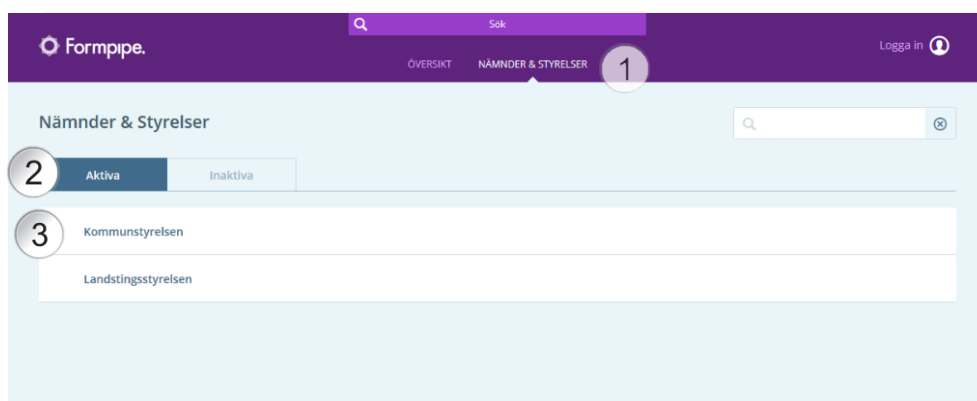 Sök
Formpipe.
Logga in
ÖVERSIKT NÄMNDER & STYRELSER 1
Nämnder & Styrelser
2 Aktiva Inaktiva
3 Kommunstyrelsen
Landstingsstyrelsen